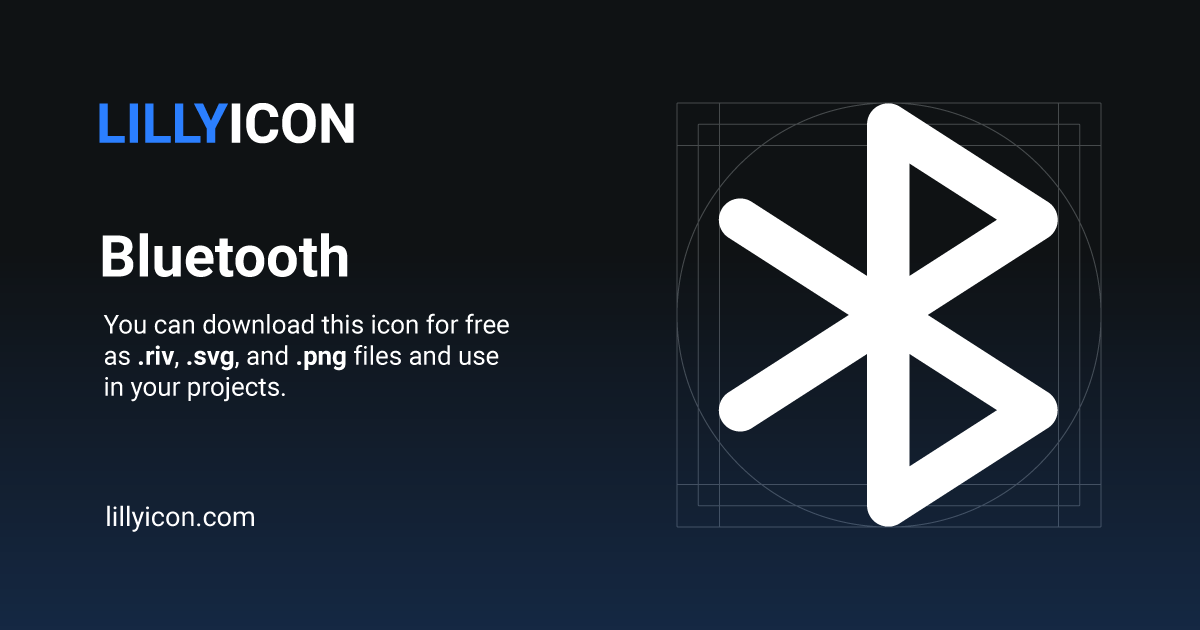 LILLYICON
Bluetooth
You can download this icon for free
as .riv, .svg, and .png files and use
in your projects.
lillyicon.com